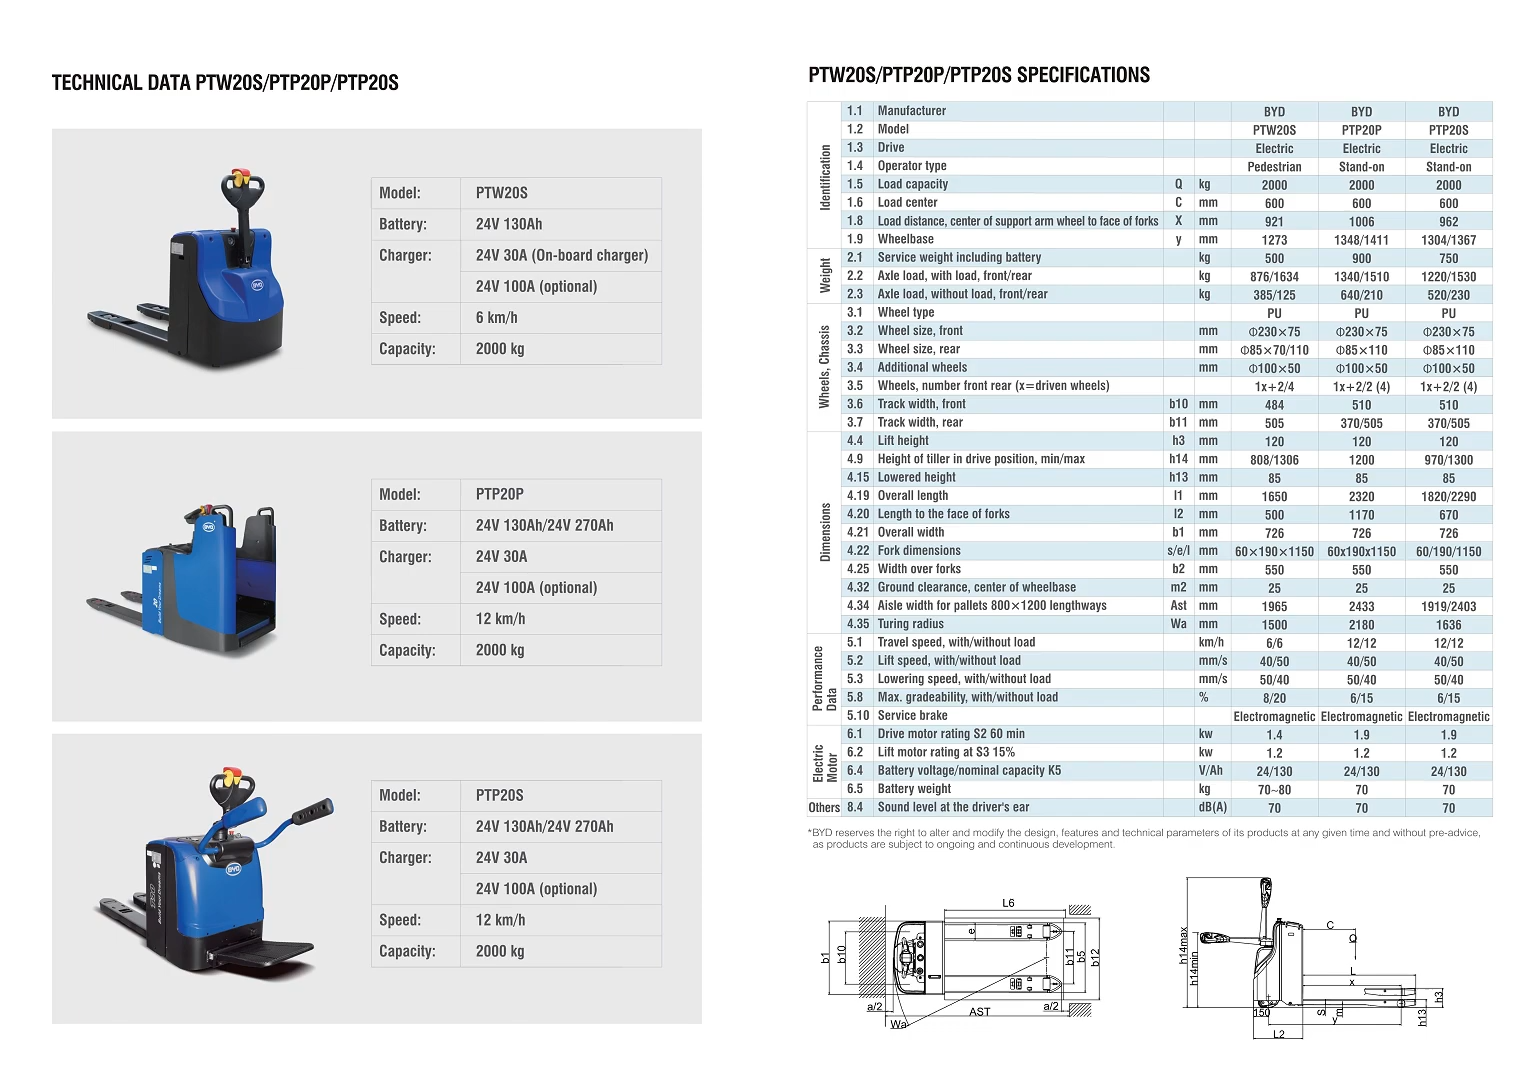 TECHNICAL DATA PTW20S/PTP20P/PTP20S
Model: PTW20S
Battery: 24V 130Ah
Charger: 24V 30A (On-board charger)
24V 100A (optional)
Speed: 6 km/h
Capacity: 2000 kg
BYD
Model: PTP20P
Battery: 24V 130Ah/24V 270Ah
Charger: 24V 30A
24V 100A (optional)
Speed: 12 km/h
Capacity: 2000 kg
BYD
20
Build Your Dreams
Model: PTP20S
Battery: 24V 130Ah/24V 270Ah
Charger: 24V 30A
24V 100A (optional)
Speed: 12 km/h
Capacity: 2000 kg
BYD
Build Your Dreams
PTW20S/PTP20P/PTP20S SPECIFICATIONS
Identification
1.1 Manufacturer BYD BYD BYD
1.2 Model PTW20S PTP20P PTP20S
1.3 Drive Electric Electric Electric
1.4 Operator type Pedestrian Stand-on Stand-on
1.5 Load capacity Q kg 2000 2000 2000
1.6 Load center C mm 600 600 600
1.8 Load distance, center of support arm wheel to face of forks X mm 921 1006 962
1.9 Wheelbase y mm 1273 1348/1411 1304/1367
Weight
2.1 Service weight including battery kg 500 900 750
2.2 Axle load, with load, front/rear kg 876/1634 1340/1510 1220/1530
2.3 Axle load, without load, front/rear kg 385/125 640/210 520/230
Wheels, Chassis
3.1 Wheel type PU PU PU
3.2 Wheel size, front mm Φ230×75 Φ230×75 Φ230×75
3.3 Wheel size, rear mm Φ85×70/110 Φ85×110 Φ85×110
3.4 Additional wheels mm Φ100×50 Φ100×50 Φ100×50
3.5 Wheels, number front rear (x=driven wheels) 1x+2/4 1x+2/2 (4) 1x+2/2 (4)
3.6 Track width, front b10 mm 484 510 510
3.7 Track width, rear b11 mm 505 370/505 370/505
Dimensions
4.4 Lift height h3 mm 120 120 120
4.9 Height of tiller in drive position, min/max h14 mm 808/1306 1200 970/1300
4.15 Lowered height h13 mm 85 85 85
4.19 Overall length l1 mm 1650 2320 1820/2290
4.20 Length to the face of forks l2 mm 500 1170 670
4.21 Overall width b1 mm 726 726 726
4.22 Fork dimensions s/e/l mm 60×190×1150 60x190x1150 60/190/1150
4.25 Width over forks b2 mm 550 550 550
4.32 Ground clearance, center of wheelbase m2 mm 25 25 25
4.34 Aisle width for pallets 800×1200 lengthways Ast mm 1965 2433 1919/2403
4.35 Turing radius Wa mm 1500 2180 1636
Performance Data
5.1 Travel speed, with/without load km/h 6/6 12/12 12/12
5.2 Lift speed, with/without load mm/s 40/50 40/50 40/50
5.3 Lowering speed, with/without load mm/s 50/40 50/40 50/40
5.8 Max. gradeability, with/without load % 8/20 6/15 6/15
5.10 Service brake Electromagnetic Electromagnetic Electromagnetic
Electric Motor
6.1 Drive motor rating S2 60 min kw 1.4 1.9 1.9
6.2 Lift motor rating at S3 15% kw 1.2 1.2 1.2
6.4 Battery voltage/nominal capacity K5 V/Ah 24/130 24/130 24/130
6.5 Battery weight kg 70~80 70 70
Others 8.4 Sound level at the driver's ear dB(A) 70 70 70
*BYD reserves the right to alter and modify the design, features and technical parameters of its products at any given time and without pre-advice,
as products are subject to ongoing and continuous development.
L6
b1
b10
e
b11
b5
b12
a/2
AST
a/2
Wa
h14max
h14min
C
Q
L
x
h3
h13
150
S
m
y
L2